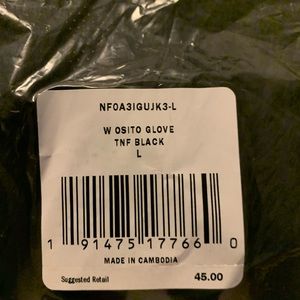 NF0A3IGUJK3-L
W OSITO GLOVE
TNF BLACK
L
1 91475 17766 0
MADE IN CAMBODIA
Suggested Retail 45.00